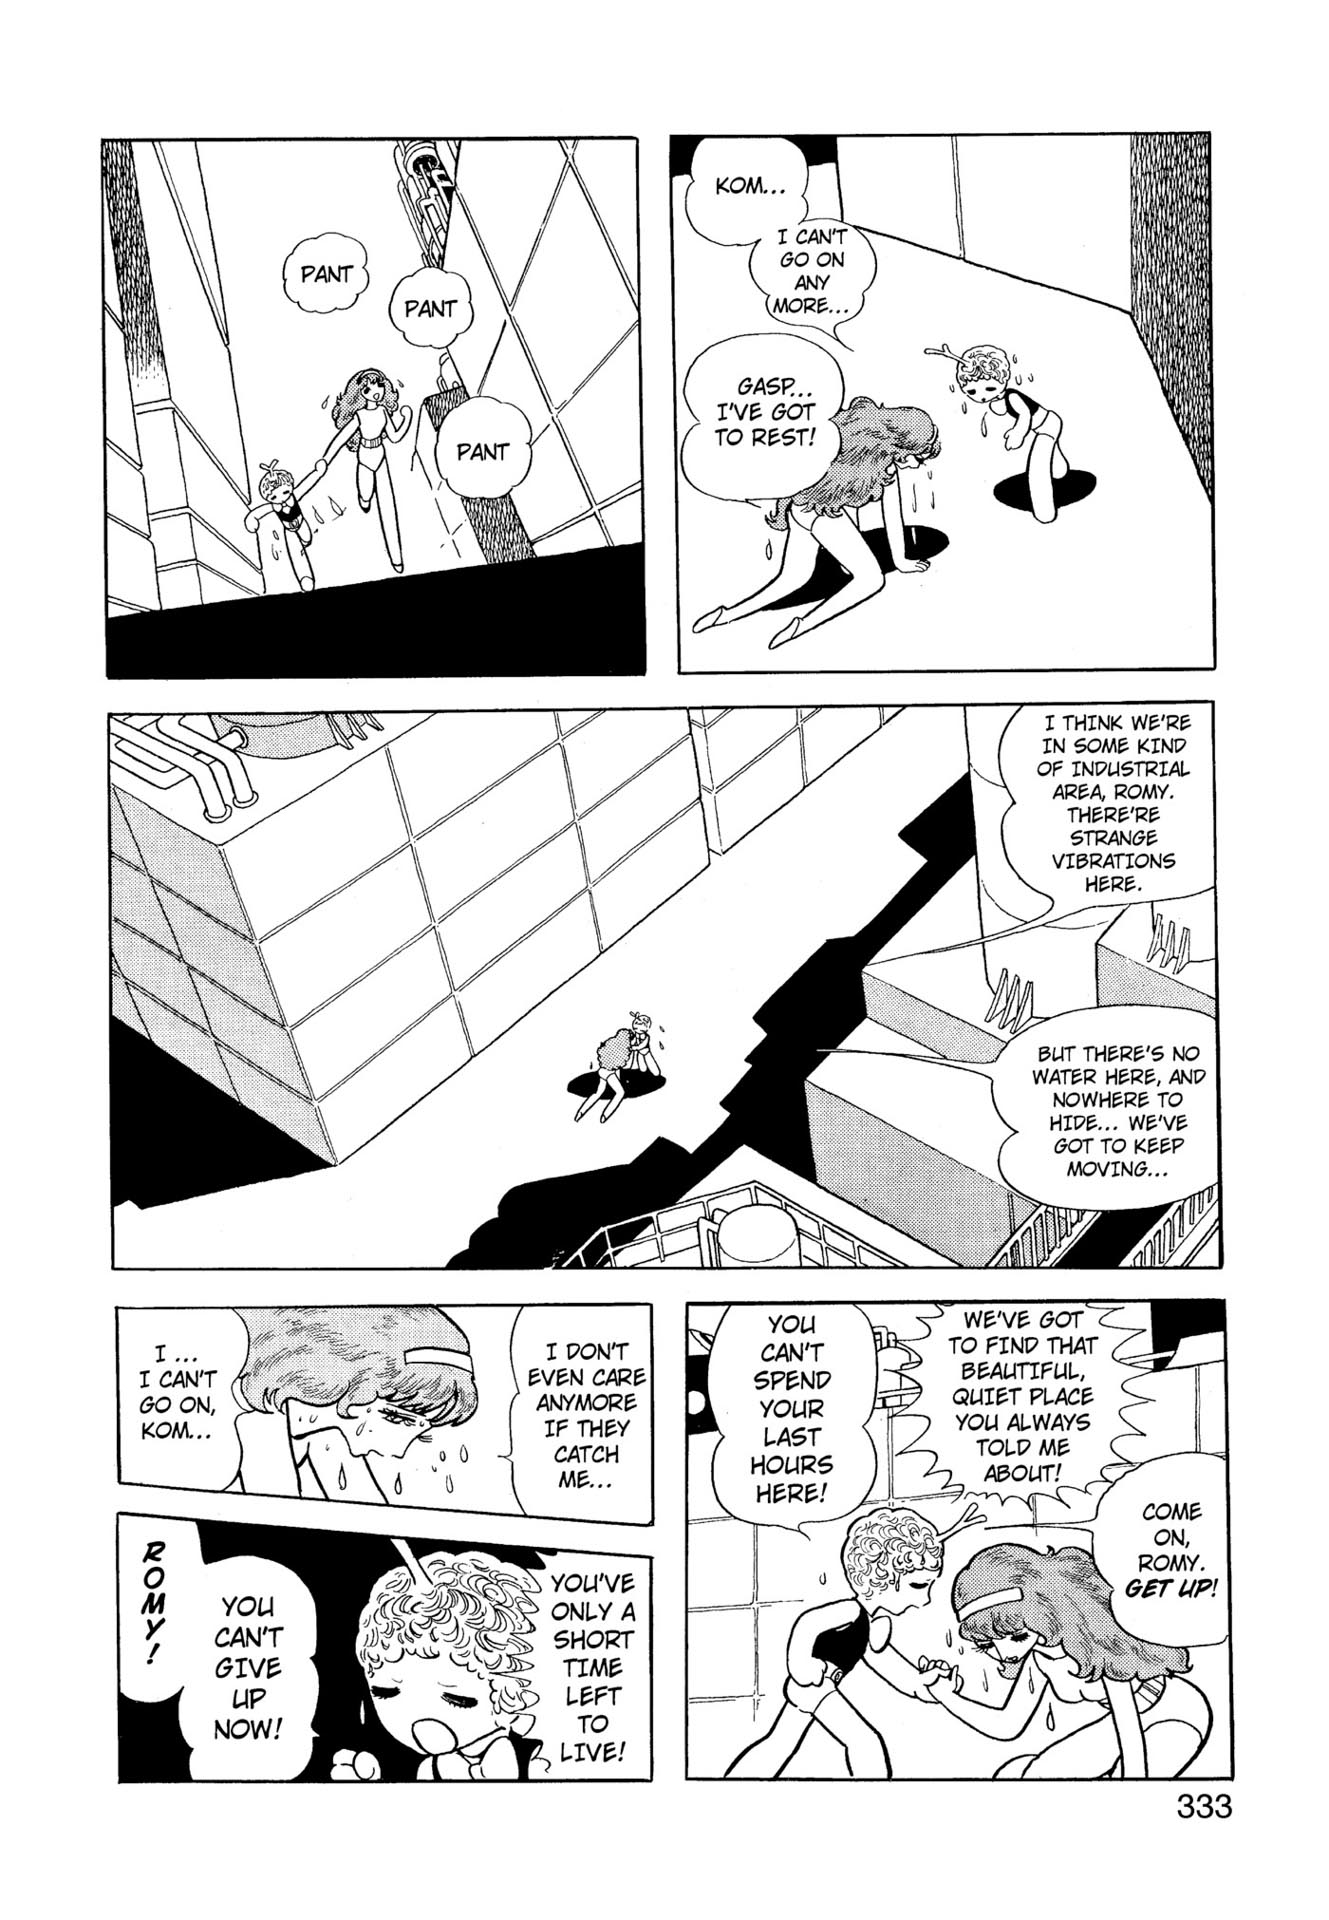 PANT
PANT
PANT
KOM...
I CAN'T
GO ON
ANY
MORE...
GASP...
I'VE GOT
TO REST!
I THINK WE'RE
IN SOME KIND
OF INDUSTRIAL
AREA, ROMY.
THERE'RE
STRANGE
VIBRATIONS
HERE.
BUT THERE'S NO
WATER HERE, AND
NOWHERE TO
HIDE... WE'VE
GOT TO KEEP
MOVING...
I ...
I CAN'T
GO ON,
KOM...
I DON'T
EVEN CARE
ANYMORE
IF THEY
CATCH
ME...
ROMY!
YOU
CAN'T
GIVE
UP
NOW!
YOU'VE
ONLY A
SHORT
TIME
LEFT
TO
LIVE!
YOU
CAN'T
SPEND
YOUR
LAST
HOURS
HERE!
WE'VE GOT
TO FIND THAT
BEAUTIFUL,
QUIET PLACE
YOU ALWAYS
TOLD ME
ABOUT!
COME
ON,
ROMY.
GET UP!
333